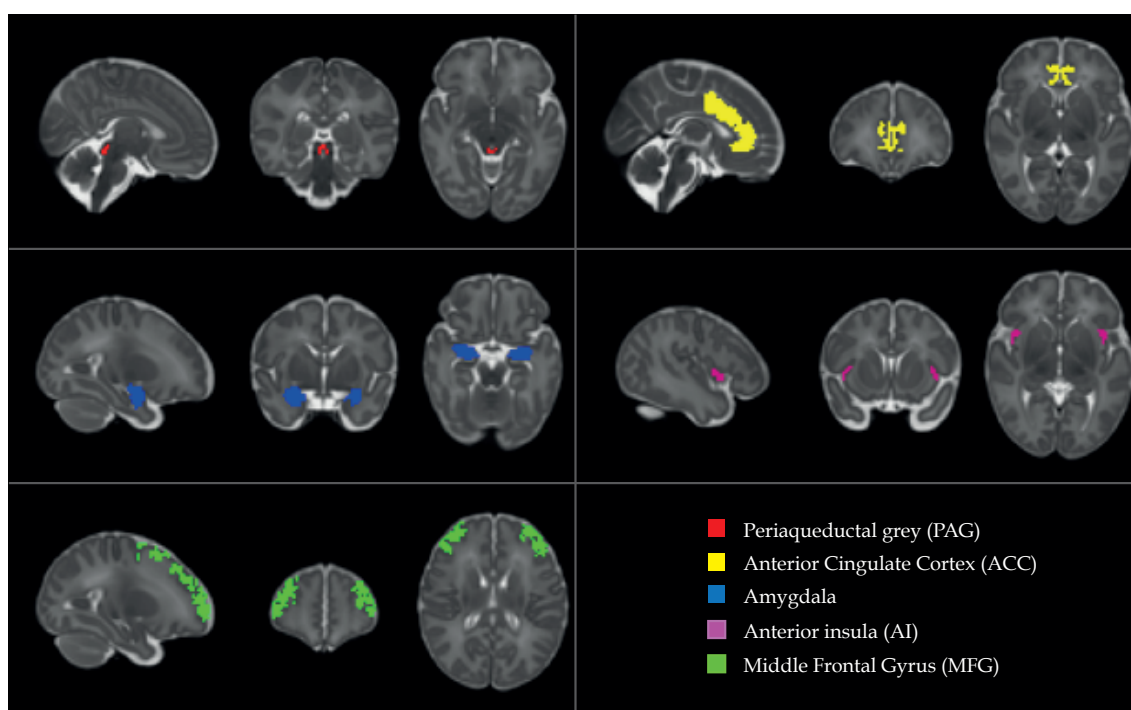 Periaqueductal grey (PAG)
Anterior Cingulate Cortex (ACC)
Amygdala
Anterior insula (AI)
Middle Frontal Gyrus (MFG)